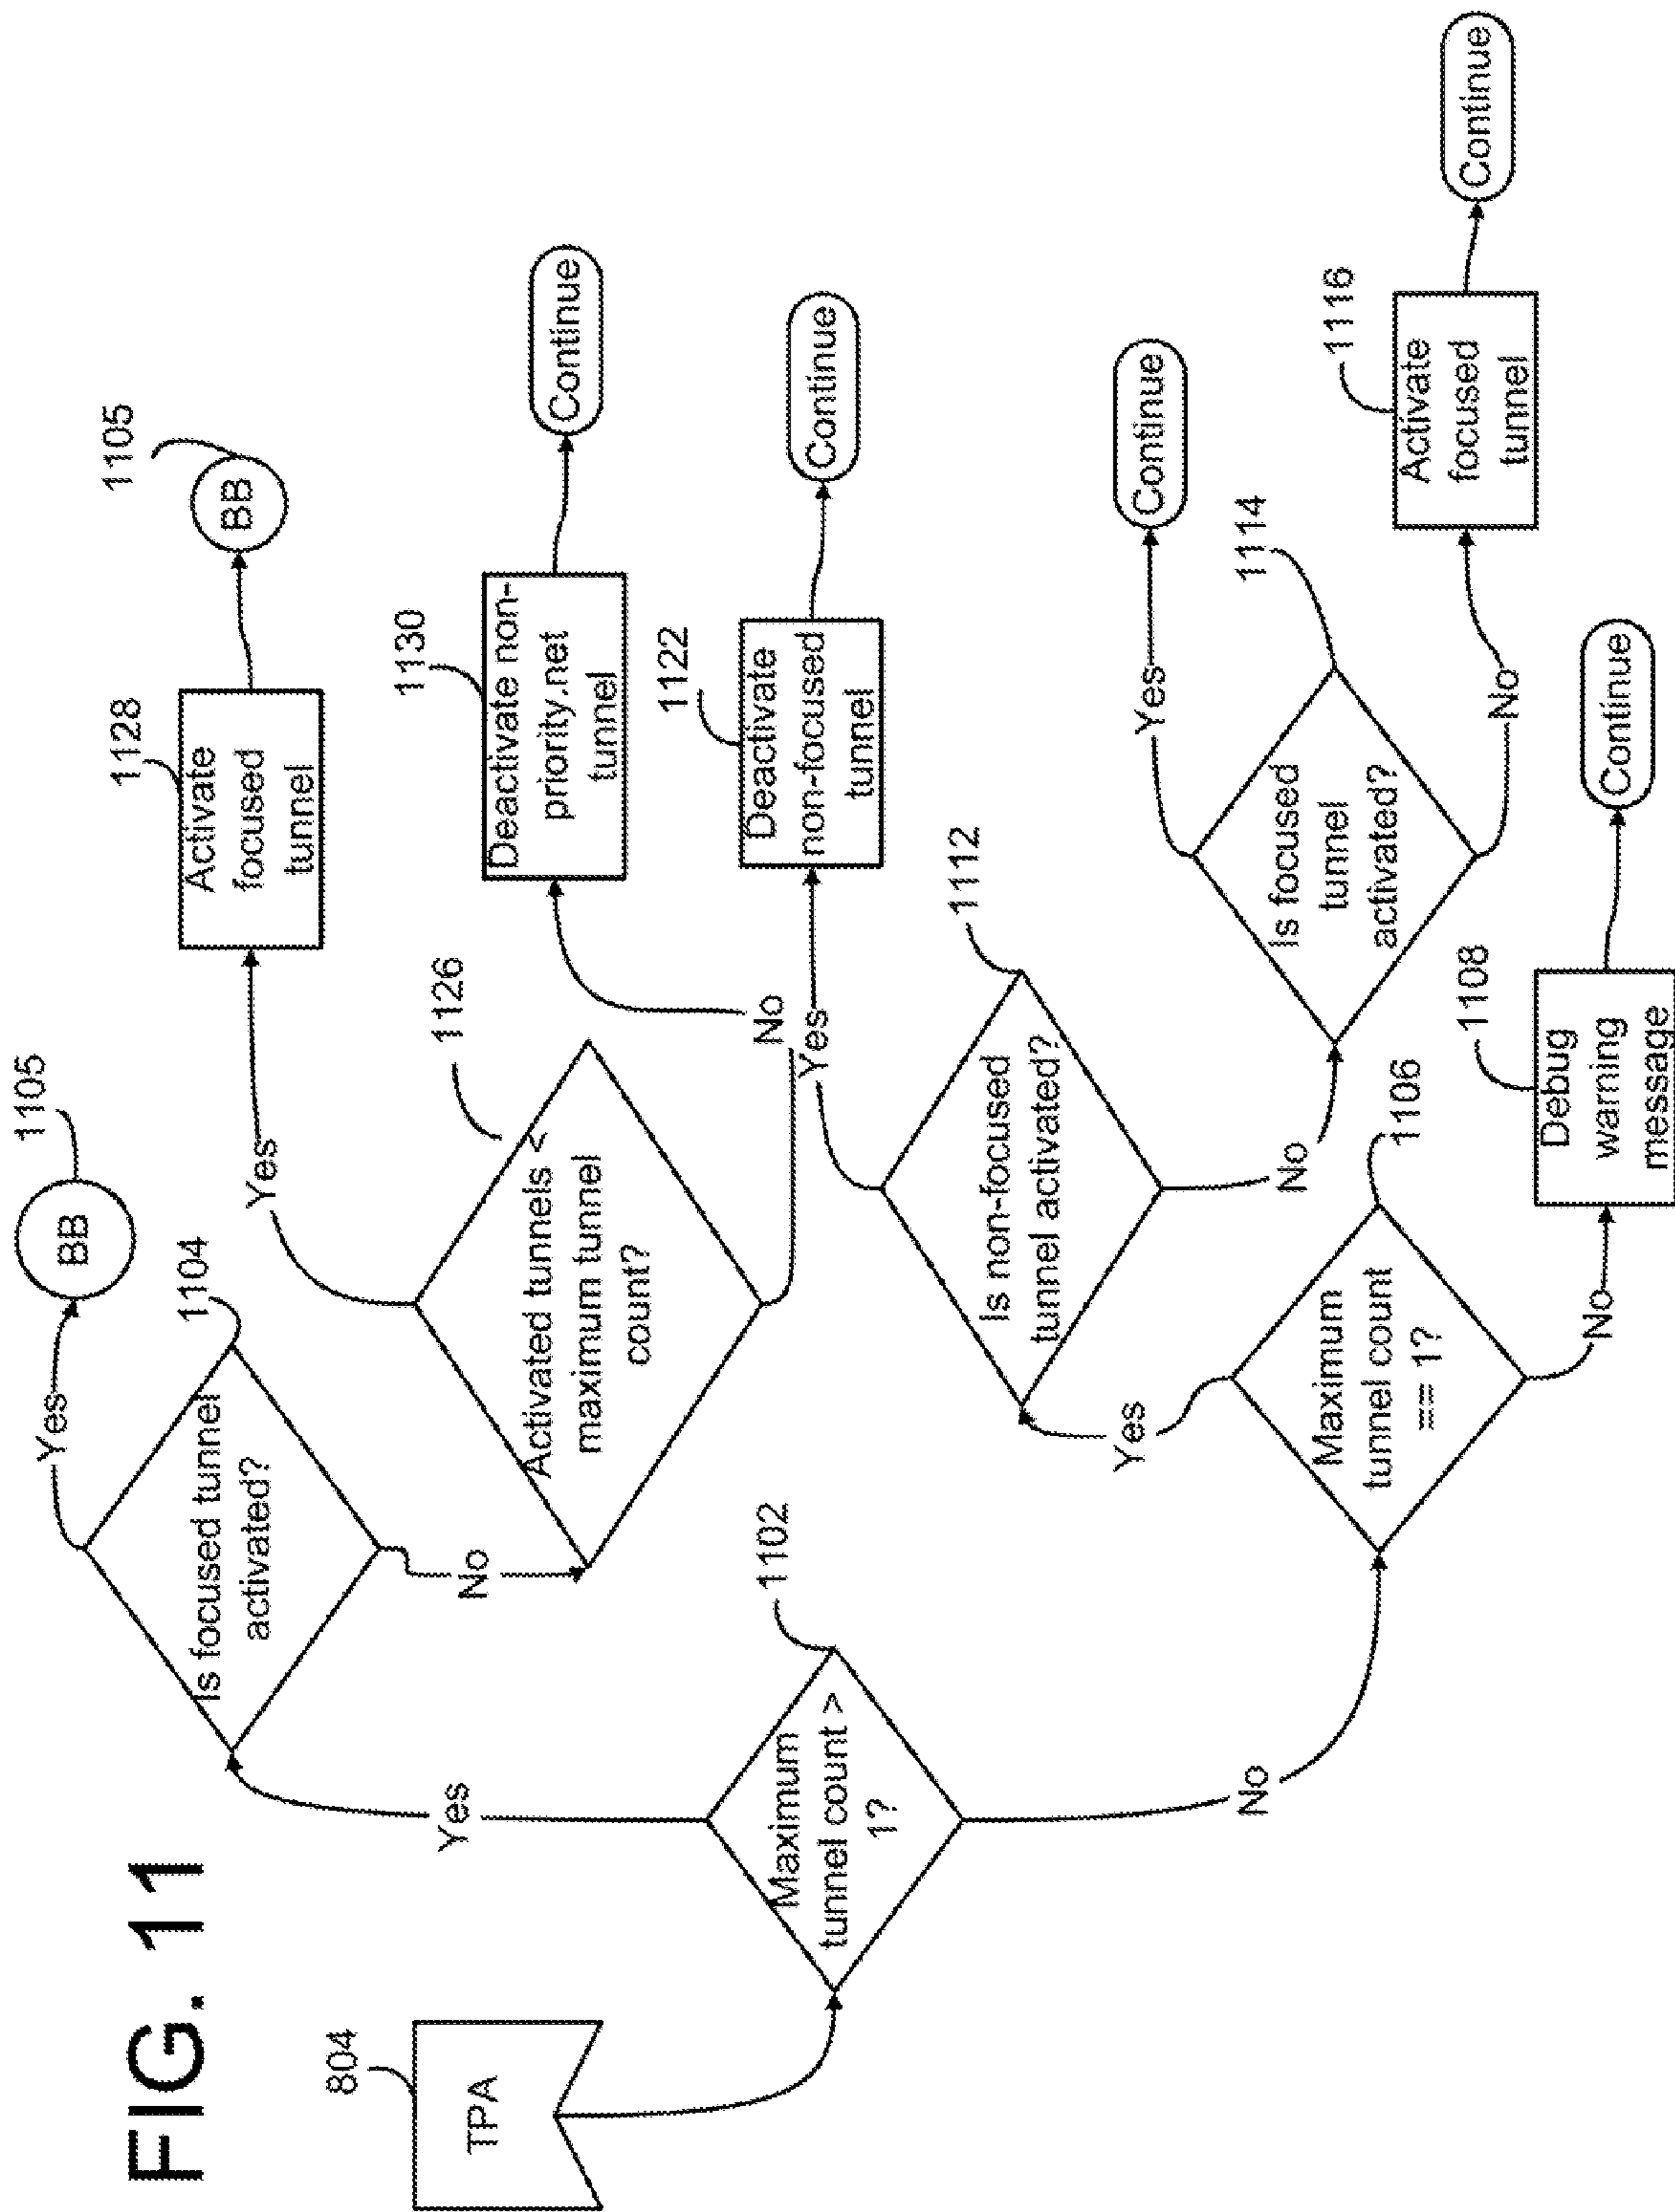 FIG. 11
804
TPA
1102
Maximum
tunnel count >
1?
Yes
No
1104
Is focused tunnel
activated?
Yes
1105
BB
No
1126
Activated tunnels <
maximum tunnel
count?
Yes
1128
Activate
focused
tunnel
1105
BB
No
1130
Deactivate non-
priority.net
tunnel
Continue
1106
Maximum
tunnel count
== 1?
Yes
1112
Is non-focused
tunnel activated?
Yes
1122
Deactivate
non-focused
tunnel
Continue
No
1114
Is focused
tunnel
activated?
Yes
Continue
No
1116
Activate
focused
tunnel
Continue
No
1108
Debug
warning
message
Continue